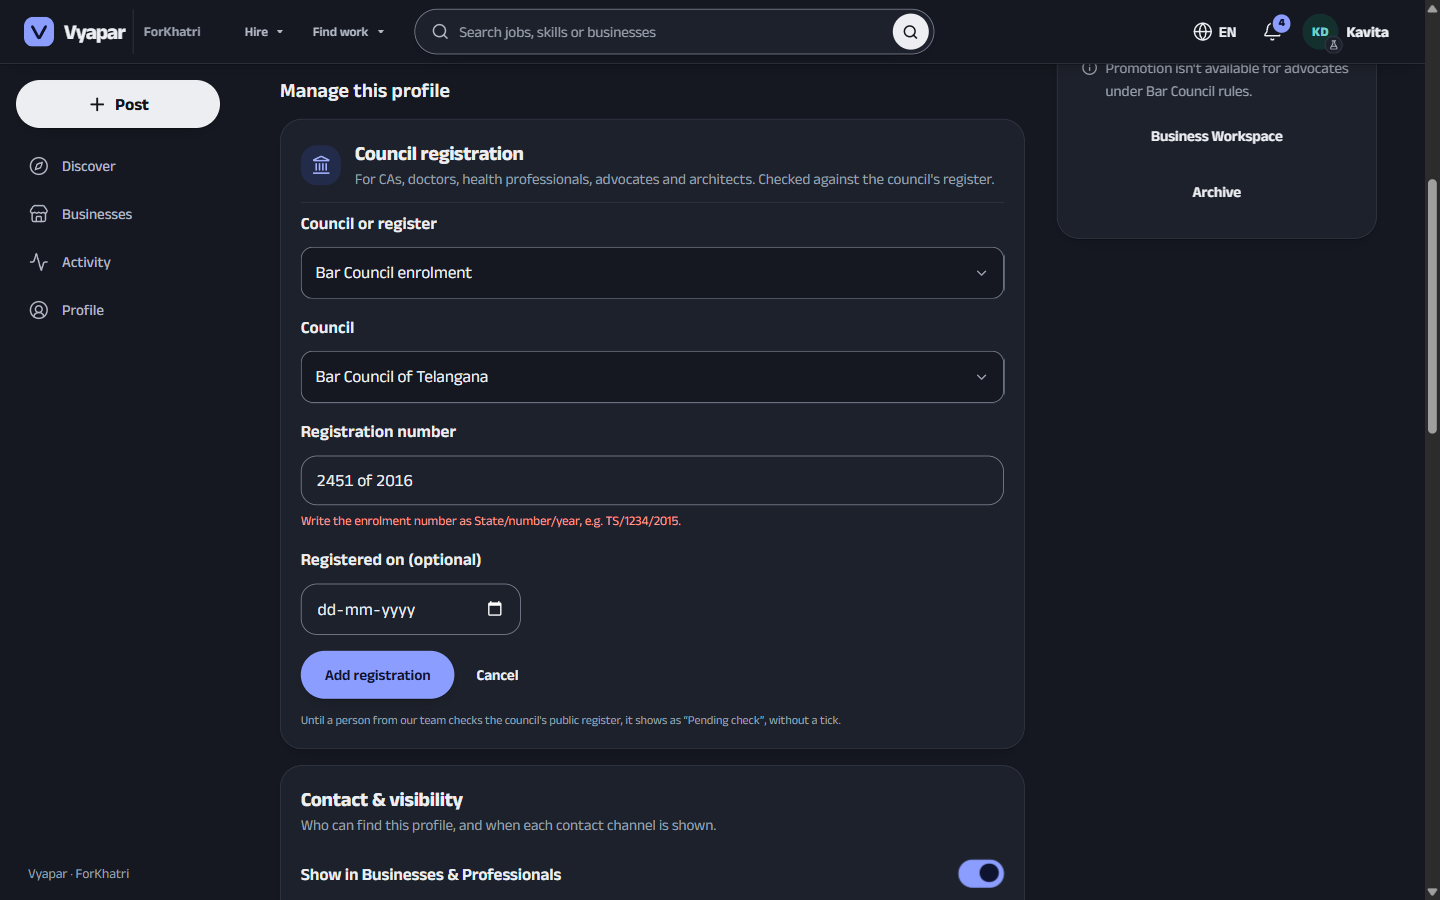 Vyapar
ForKhatri
Hire
Find work
Search jobs, skills or businesses
EN
4
KD
Kavita
Post
Discover
Businesses
Activity
Profile
Manage this profile
Council registration
For CAs, doctors, health professionals, advocates and architects. Checked against the council's register.
Council or register
Bar Council enrolment
Council
Bar Council of Telangana
Registration number
2451 of 2016
Write the enrolment number as State/number/year, e.g. TS/1234/2015.
Registered on (optional)
dd-mm-yyyy
Add registration
Cancel
Until a person from our team checks the council's public register, it shows as “Pending check”, without a tick.
Contact & visibility
Who can find this profile, and when each contact channel is shown.
Show in Businesses & Professionals
Promotion isn't available for advocates
under Bar Council rules.
Business Workspace
Archive
Vyapar · ForKhatri